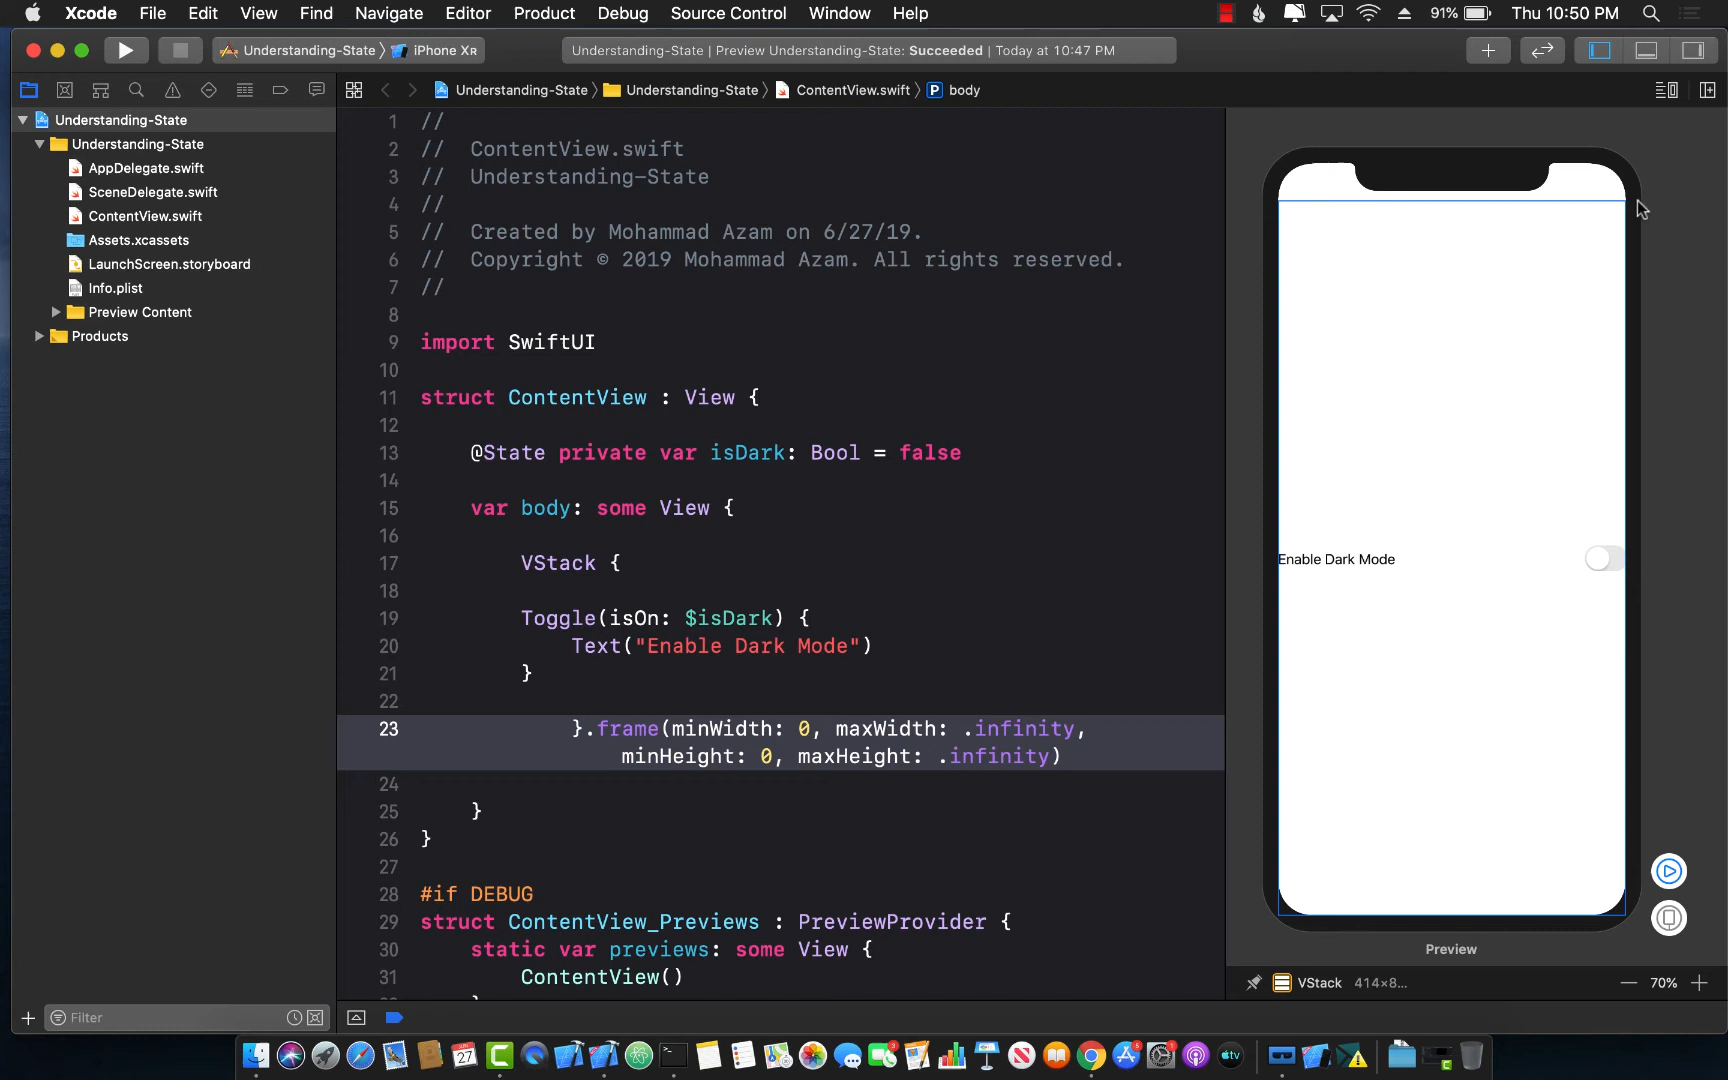 Xcode File Edit View Find Navigate Editor Product Debug Source Control Window Help 91% Thu 10:50 PM
Understanding-State ⟩ iPhone XR
Understanding-State | Preview Understanding-State: Succeeded | Today at 10:47 PM
Understanding-State ⟩ Understanding-State ⟩ ContentView.swift ⟩ P body
Understanding-State
Understanding-State
AppDelegate.swift
SceneDelegate.swift
ContentView.swift
Assets.xcassets
LaunchScreen.storyboard
Info.plist
Preview Content
Products
Filter
1 //
2 // ContentView.swift
3 // Understanding-State
4 //
5 // Created by Mohammad Azam on 6/27/19.
6 // Copyright © 2019 Mohammad Azam. All rights reserved.
7 //
8
9 import SwiftUI
10
11 struct ContentView : View {
12
13 @State private var isDark: Bool = false
14
15 var body: some View {
16
17 VStack {
18
19 Toggle(isOn: $isDark) {
20 Text("Enable Dark Mode")
21 }
22
23 }.frame(minWidth: 0, maxWidth: .infinity,
minHeight: 0, maxHeight: .infinity)
24
25 }
26 }
27
28 #if DEBUG
29 struct ContentView_Previews : PreviewProvider {
30 static var previews: some View {
31 ContentView()
Enable Dark Mode
Preview
VStack 414×8...
70%
JUN
27
3
5
1
tv